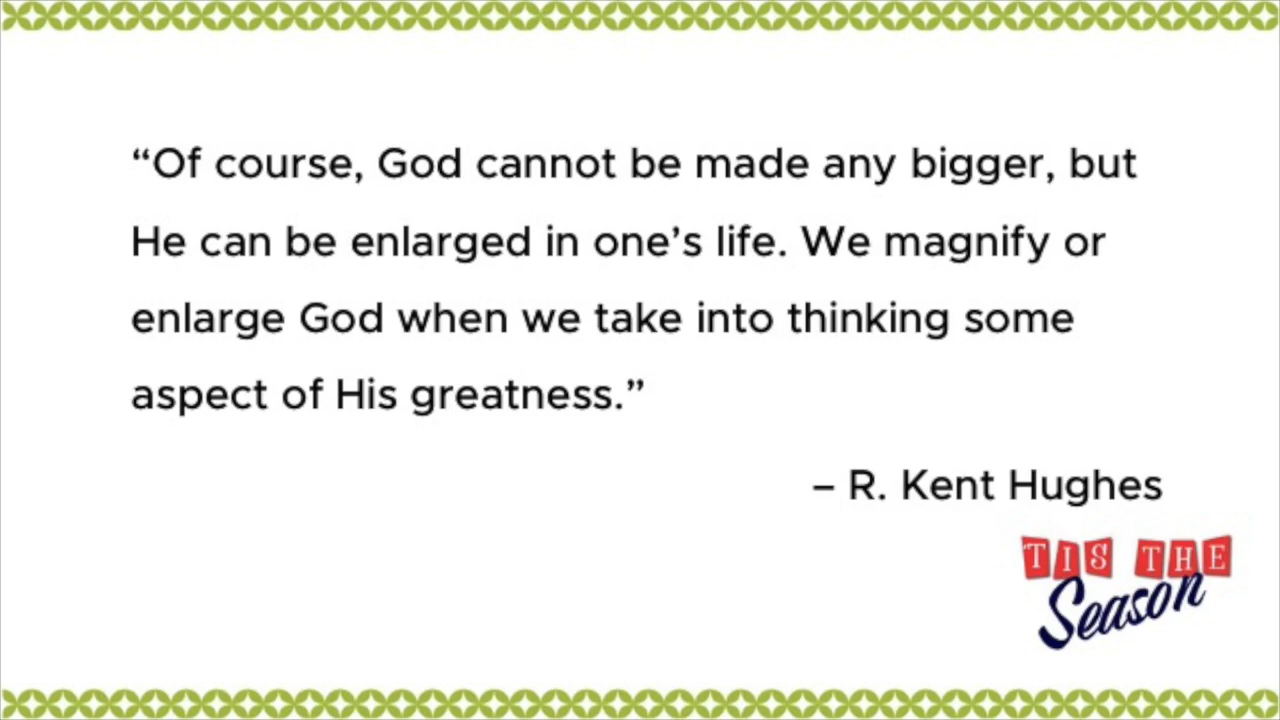 “Of course, God cannot be made any bigger, but
He can be enlarged in one’s life. We magnify or
enlarge God when we take into thinking some
aspect of His greatness.”
– R. Kent Hughes
'TIS THE
Season